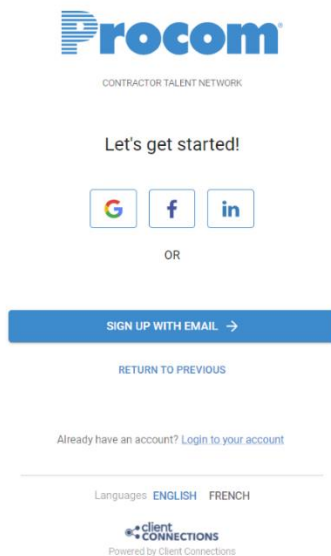 Procom
CONTRACTOR TALENT NETWORK
Let's get started!
G f in
OR
SIGN UP WITH EMAIL →
RETURN TO PREVIOUS
Already have an account? Login to your account
Languages ENGLISH FRENCH
client
CONNECTIONS
Powered by Client Connections